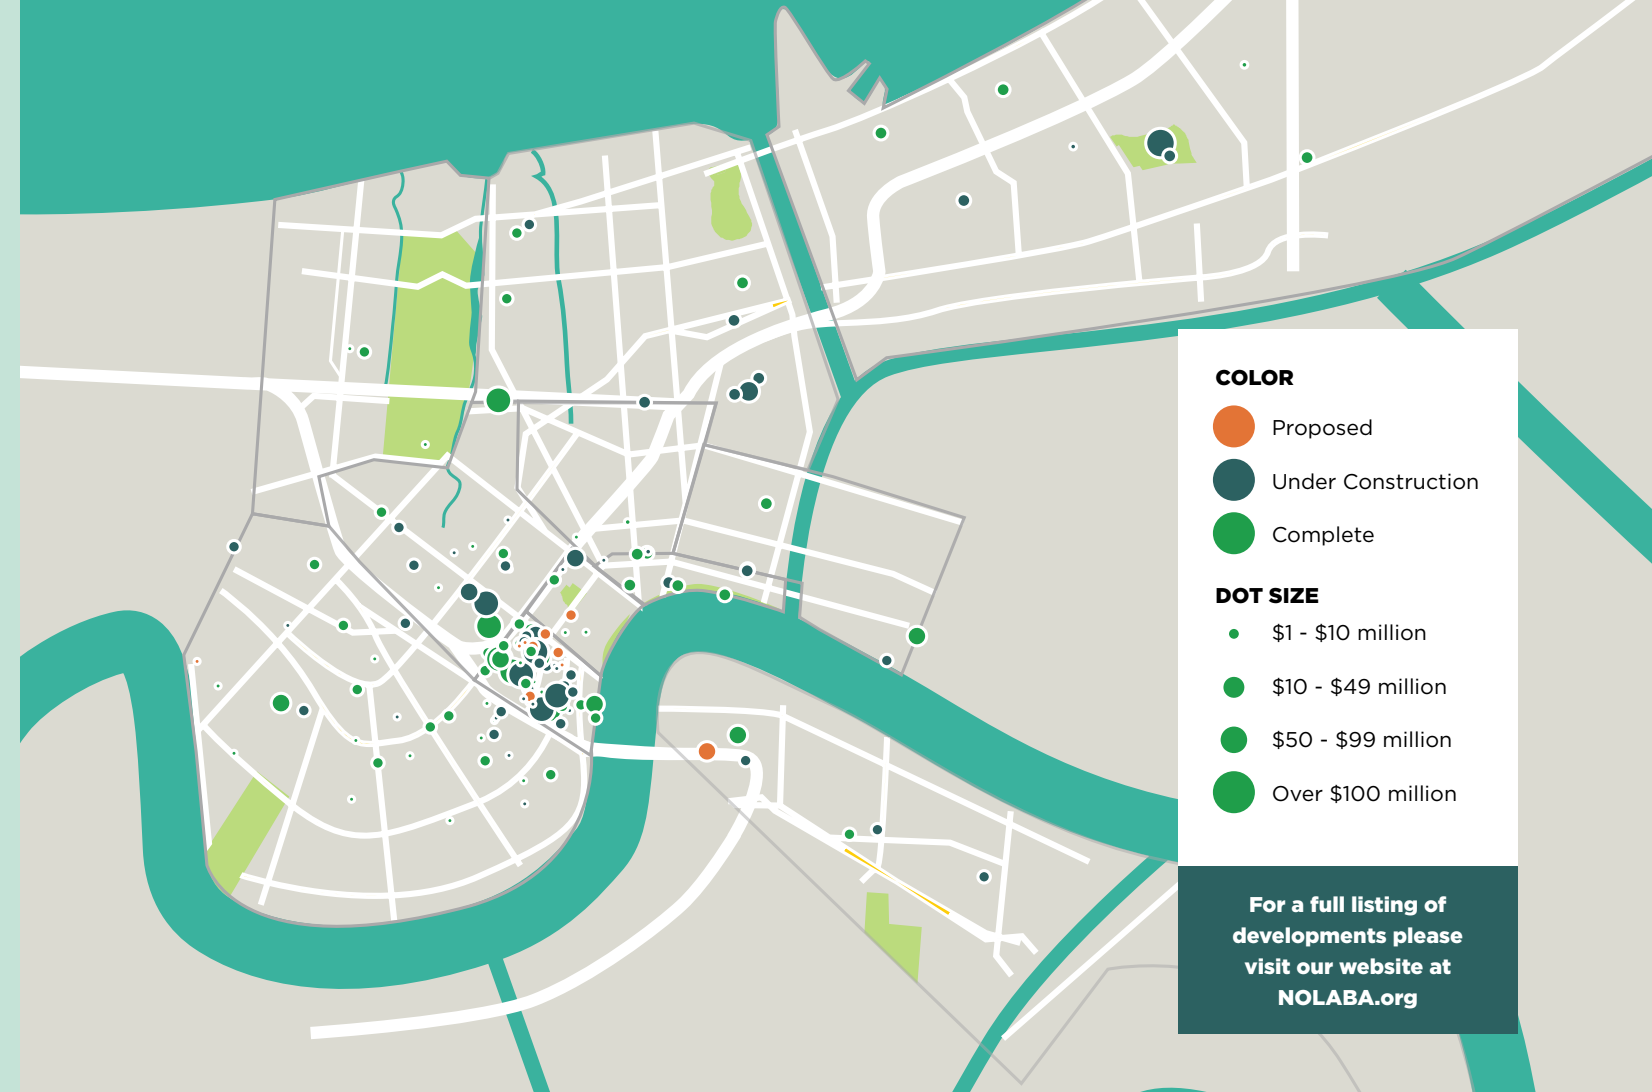 COLOR
Proposed
Under Construction
Complete
DOT SIZE
$1 - $10 million
$10 - $49 million
$50 - $99 million
Over $100 million
For a full listing of
developments please
visit our website at
NOLABA.org